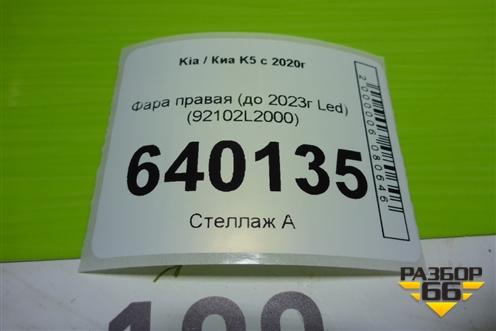 Kia / Киа K5 с 2020г
Фара правая (до 2023г Led)
(92102L2000)
640135
Стеллаж А
2000006080646
РАЗБОР
66